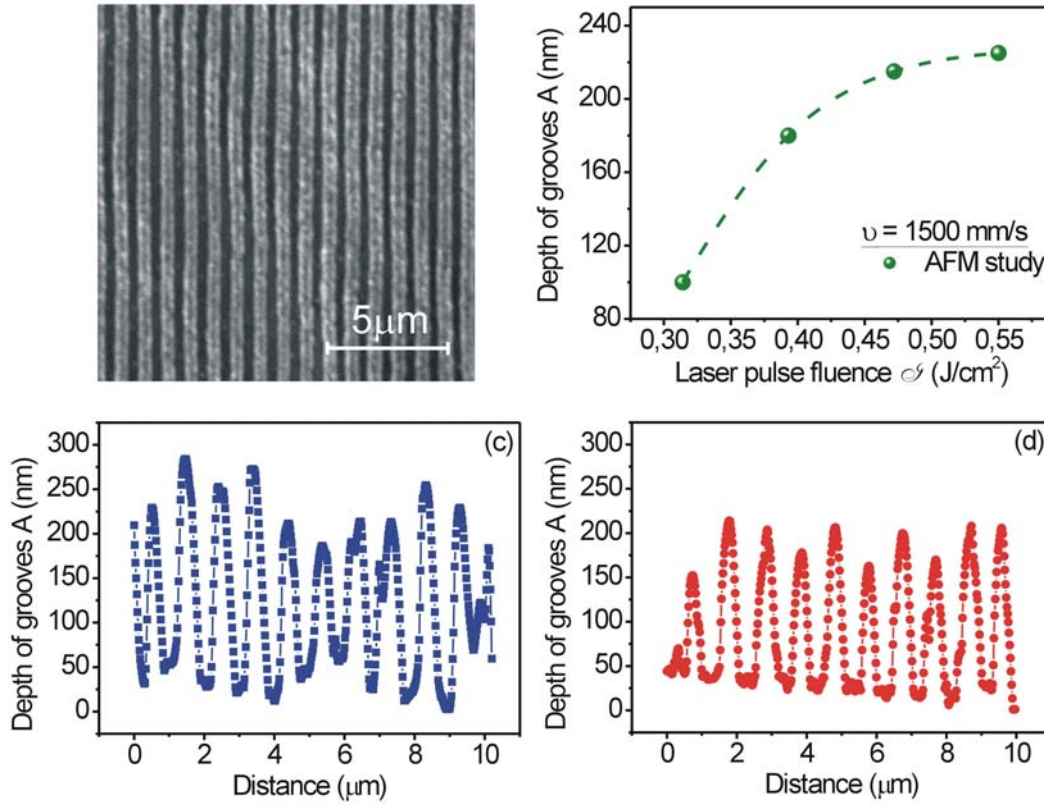 5μm
Depth of grooves A (nm)
240
200
160
120
80
υ = 1500 mm/s
AFM study
0,30 0,35 0,40 0,45 0,50 0,55
Laser pulse fluence ℐ (J/cm²)
(c)
Depth of grooves A (nm)
300
250
200
150
100
50
0
0 2 4 6 8 10
Distance (μm)
(d)
Depth of grooves A (nm)
300
250
200
150
100
50
0
0 2 4 6 8 10
Distance (μm)